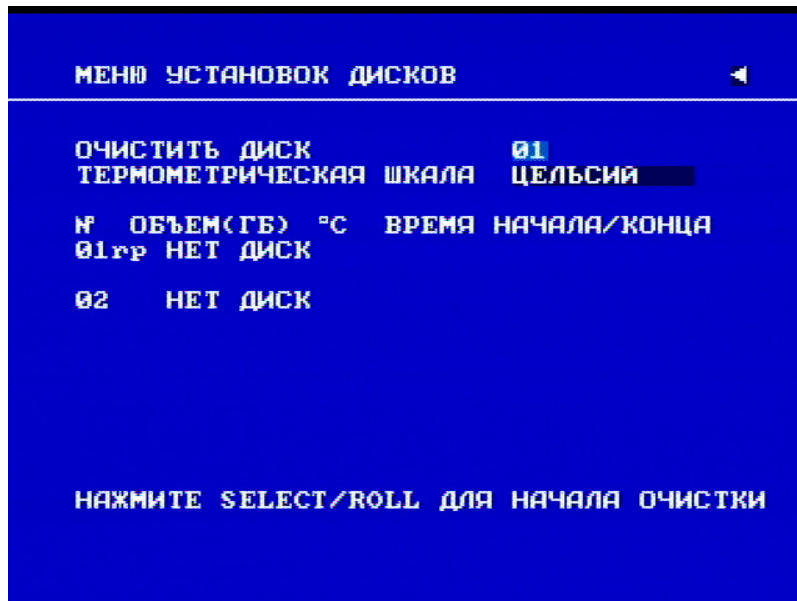 МЕНЮ УСТАНОВОК ДИСКОВ
ОЧИСТИТЬ ДИСК 01
ТЕРМОМЕТРИЧЕСКАЯ ШКАЛА ЦЕЛЬСИЙ
№ ОБЪЕМ(ГБ) °C ВРЕМЯ НАЧАЛА/КОНЦА
01гр НЕТ ДИСК
02 НЕТ ДИСК
НАЖМИТЕ SELECT/ROLL ДЛЯ НАЧАЛА ОЧИСТКИ